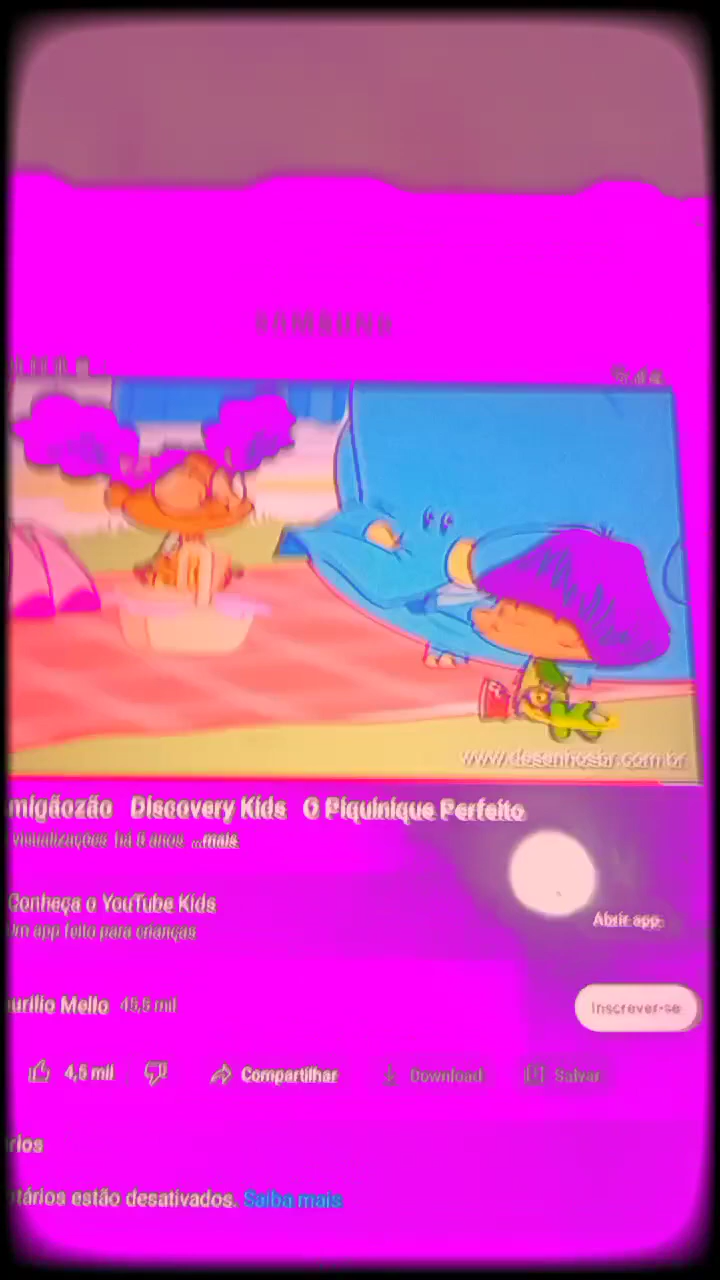 SAMSUNG
www.desenhosbr.com.br
migãozão Discovery Kids O Piquinique Perfeito
visualizações há 6 anos ...mais
Conheça o YouTube Kids
Um app feito para crianças
Abrir app
urílio Mello 45,5 mil
Inscrever-se
4,5 mil Compartilhar Download Salvar
rios
tários estão desativados. Saiba mais